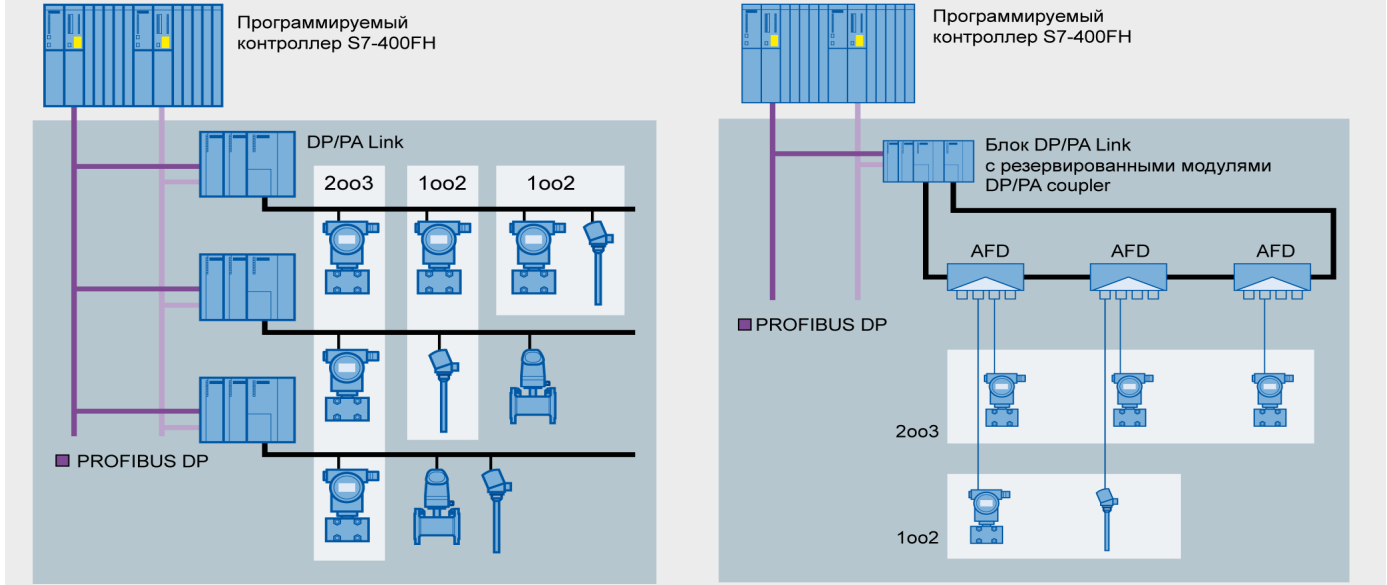 Программируемый
контроллер S7-400FH
DP/PA Link
2oo3
1oo2
1oo2
PROFIBUS DP
Программируемый
контроллер S7-400FH
Блок DP/PA Link
с резервированными модулями
DP/PA coupler
AFD
AFD
AFD
PROFIBUS DP
2oo3
1oo2